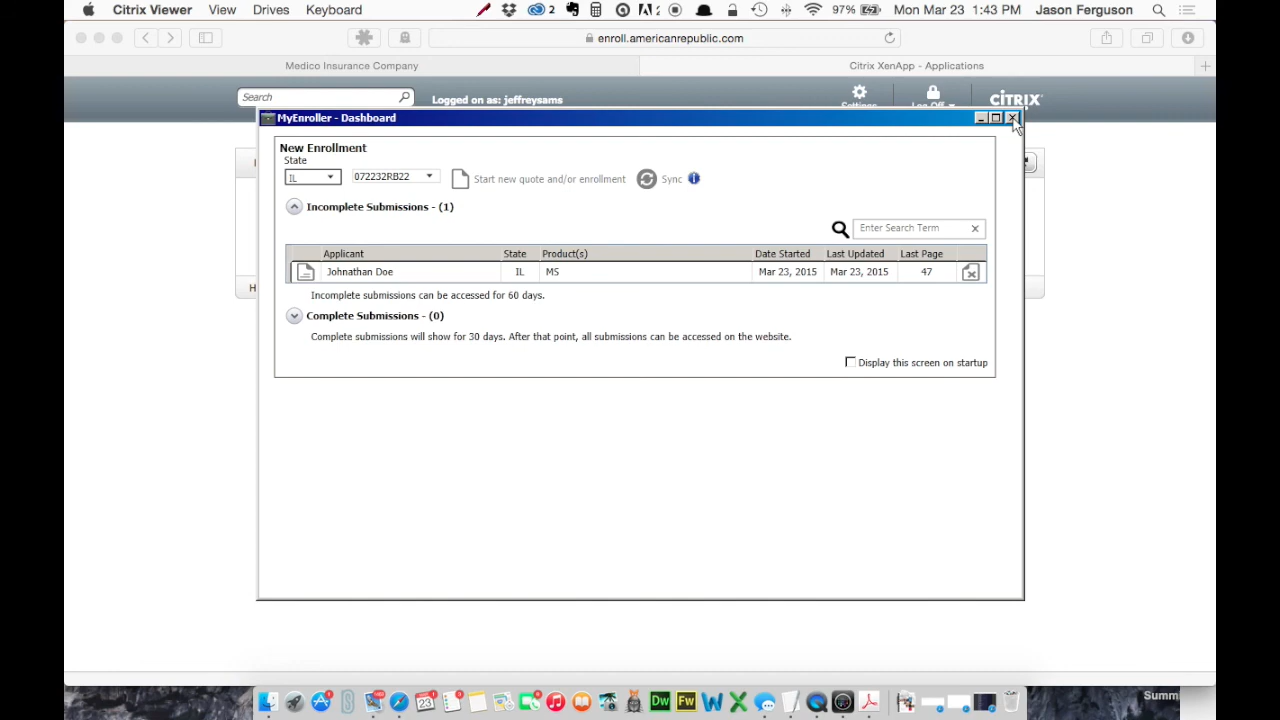 Citrix Viewer View Drives Keyboard 2 2 97% Mon Mar 23 1:43 PM Jason Ferguson
enroll.americanrepublic.com
Medico Insurance Company Citrix XenApp - Applications
Search Logged on as: jeffreysams CITRIX
MyEnroller - Dashboard
New Enrollment
State
IL 072232RB22 Start new quote and/or enrollment Sync
Incomplete Submissions - (1)
Enter Search Term
Applicant State Product(s) Date Started Last Updated Last Page
Johnathan Doe IL MS Mar 23, 2015 Mar 23, 2015 47
Incomplete submissions can be accessed for 60 days.
Complete Submissions - (0)
Complete submissions will show for 30 days. After that point, all submissions can be accessed on the website.
Display this screen on startup
23 Dw Fw
Summ